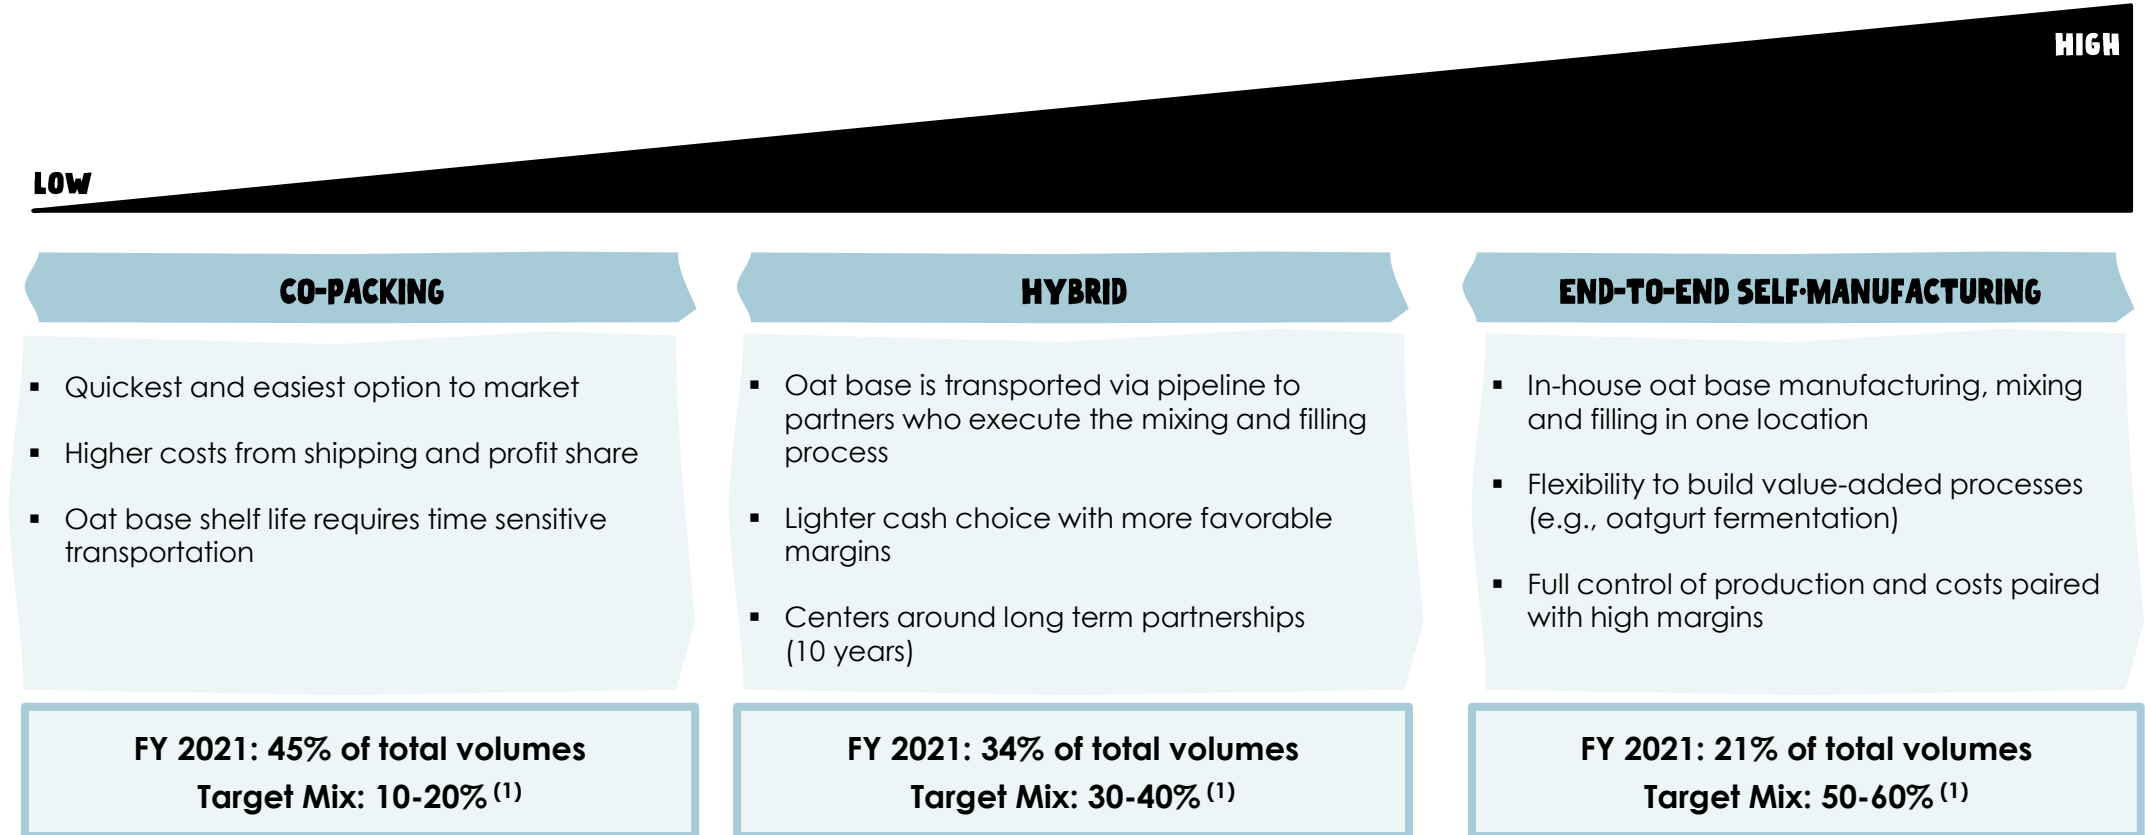 HIGH
LOW
CO-PACKING
▪ Quickest and easiest option to market
▪ Higher costs from shipping and profit share
▪ Oat base shelf life requires time sensitive
transportation
FY 2021: 45% of total volumes
Target Mix: 10-20% (1)
HYBRID
▪ Oat base is transported via pipeline to
partners who execute the mixing and filling
process
▪ Lighter cash choice with more favorable
margins
▪ Centers around long term partnerships
(10 years)
FY 2021: 34% of total volumes
Target Mix: 30-40% (1)
END-TO-END SELF-MANUFACTURING
▪ In-house oat base manufacturing, mixing
and filling in one location
▪ Flexibility to build value-added processes
(e.g., oatgurt fermentation)
▪ Full control of production and costs paired
with high margins
FY 2021: 21% of total volumes
Target Mix: 50-60% (1)